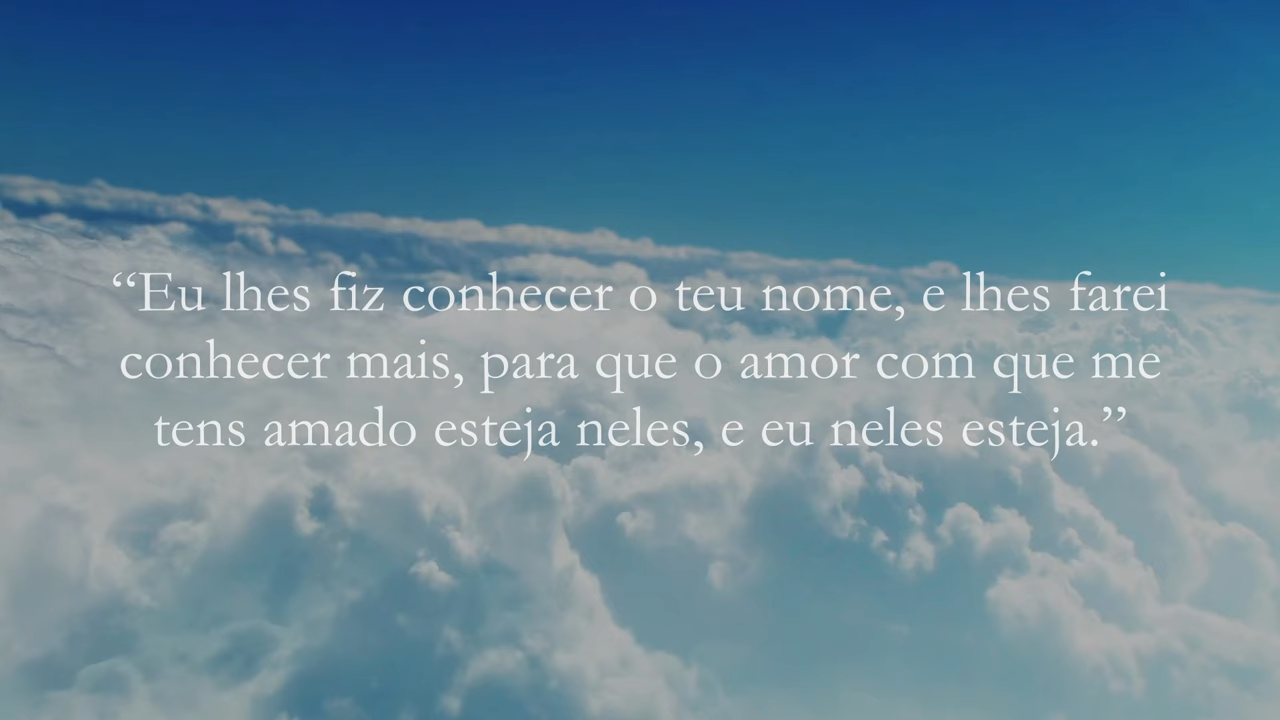 “Eu lhes fiz conhecer o teu nome, e lhes farei
conhecer mais, para que o amor com que me
tens amado esteja neles, e eu neles esteja.”